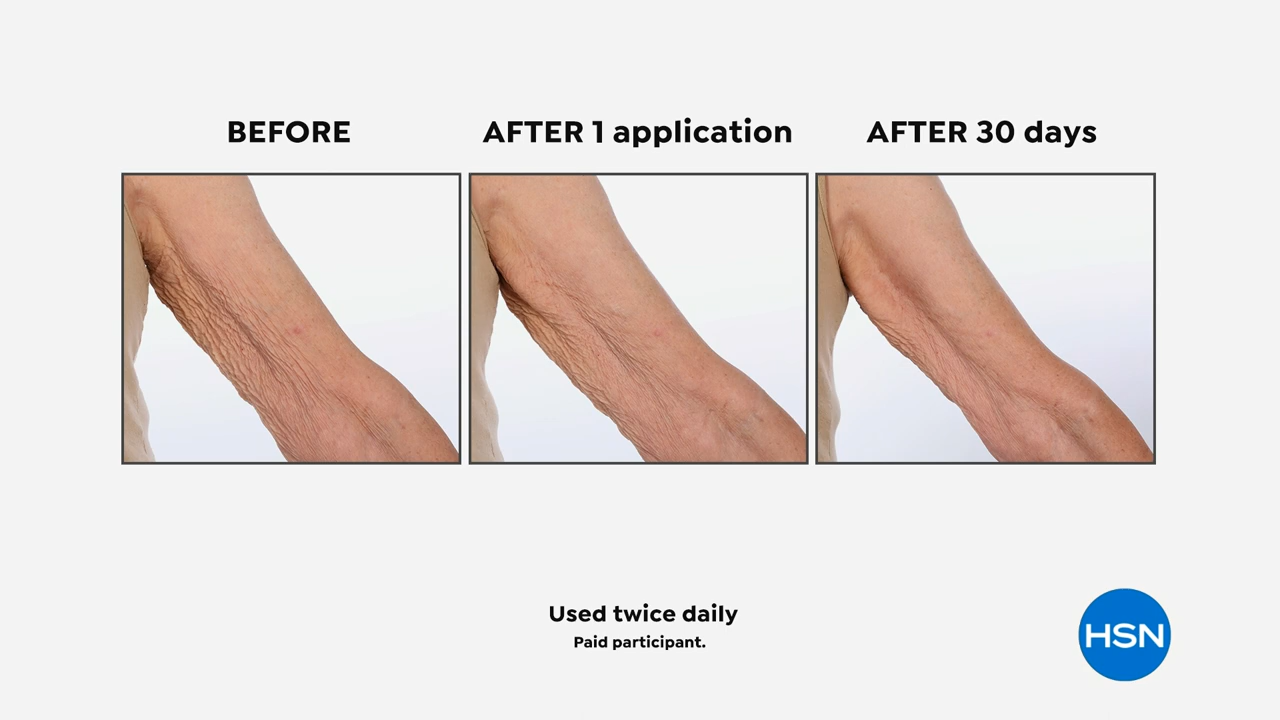 BEFORE
AFTER 1 application
AFTER 30 days
Used twice daily
Paid participant.
HSN